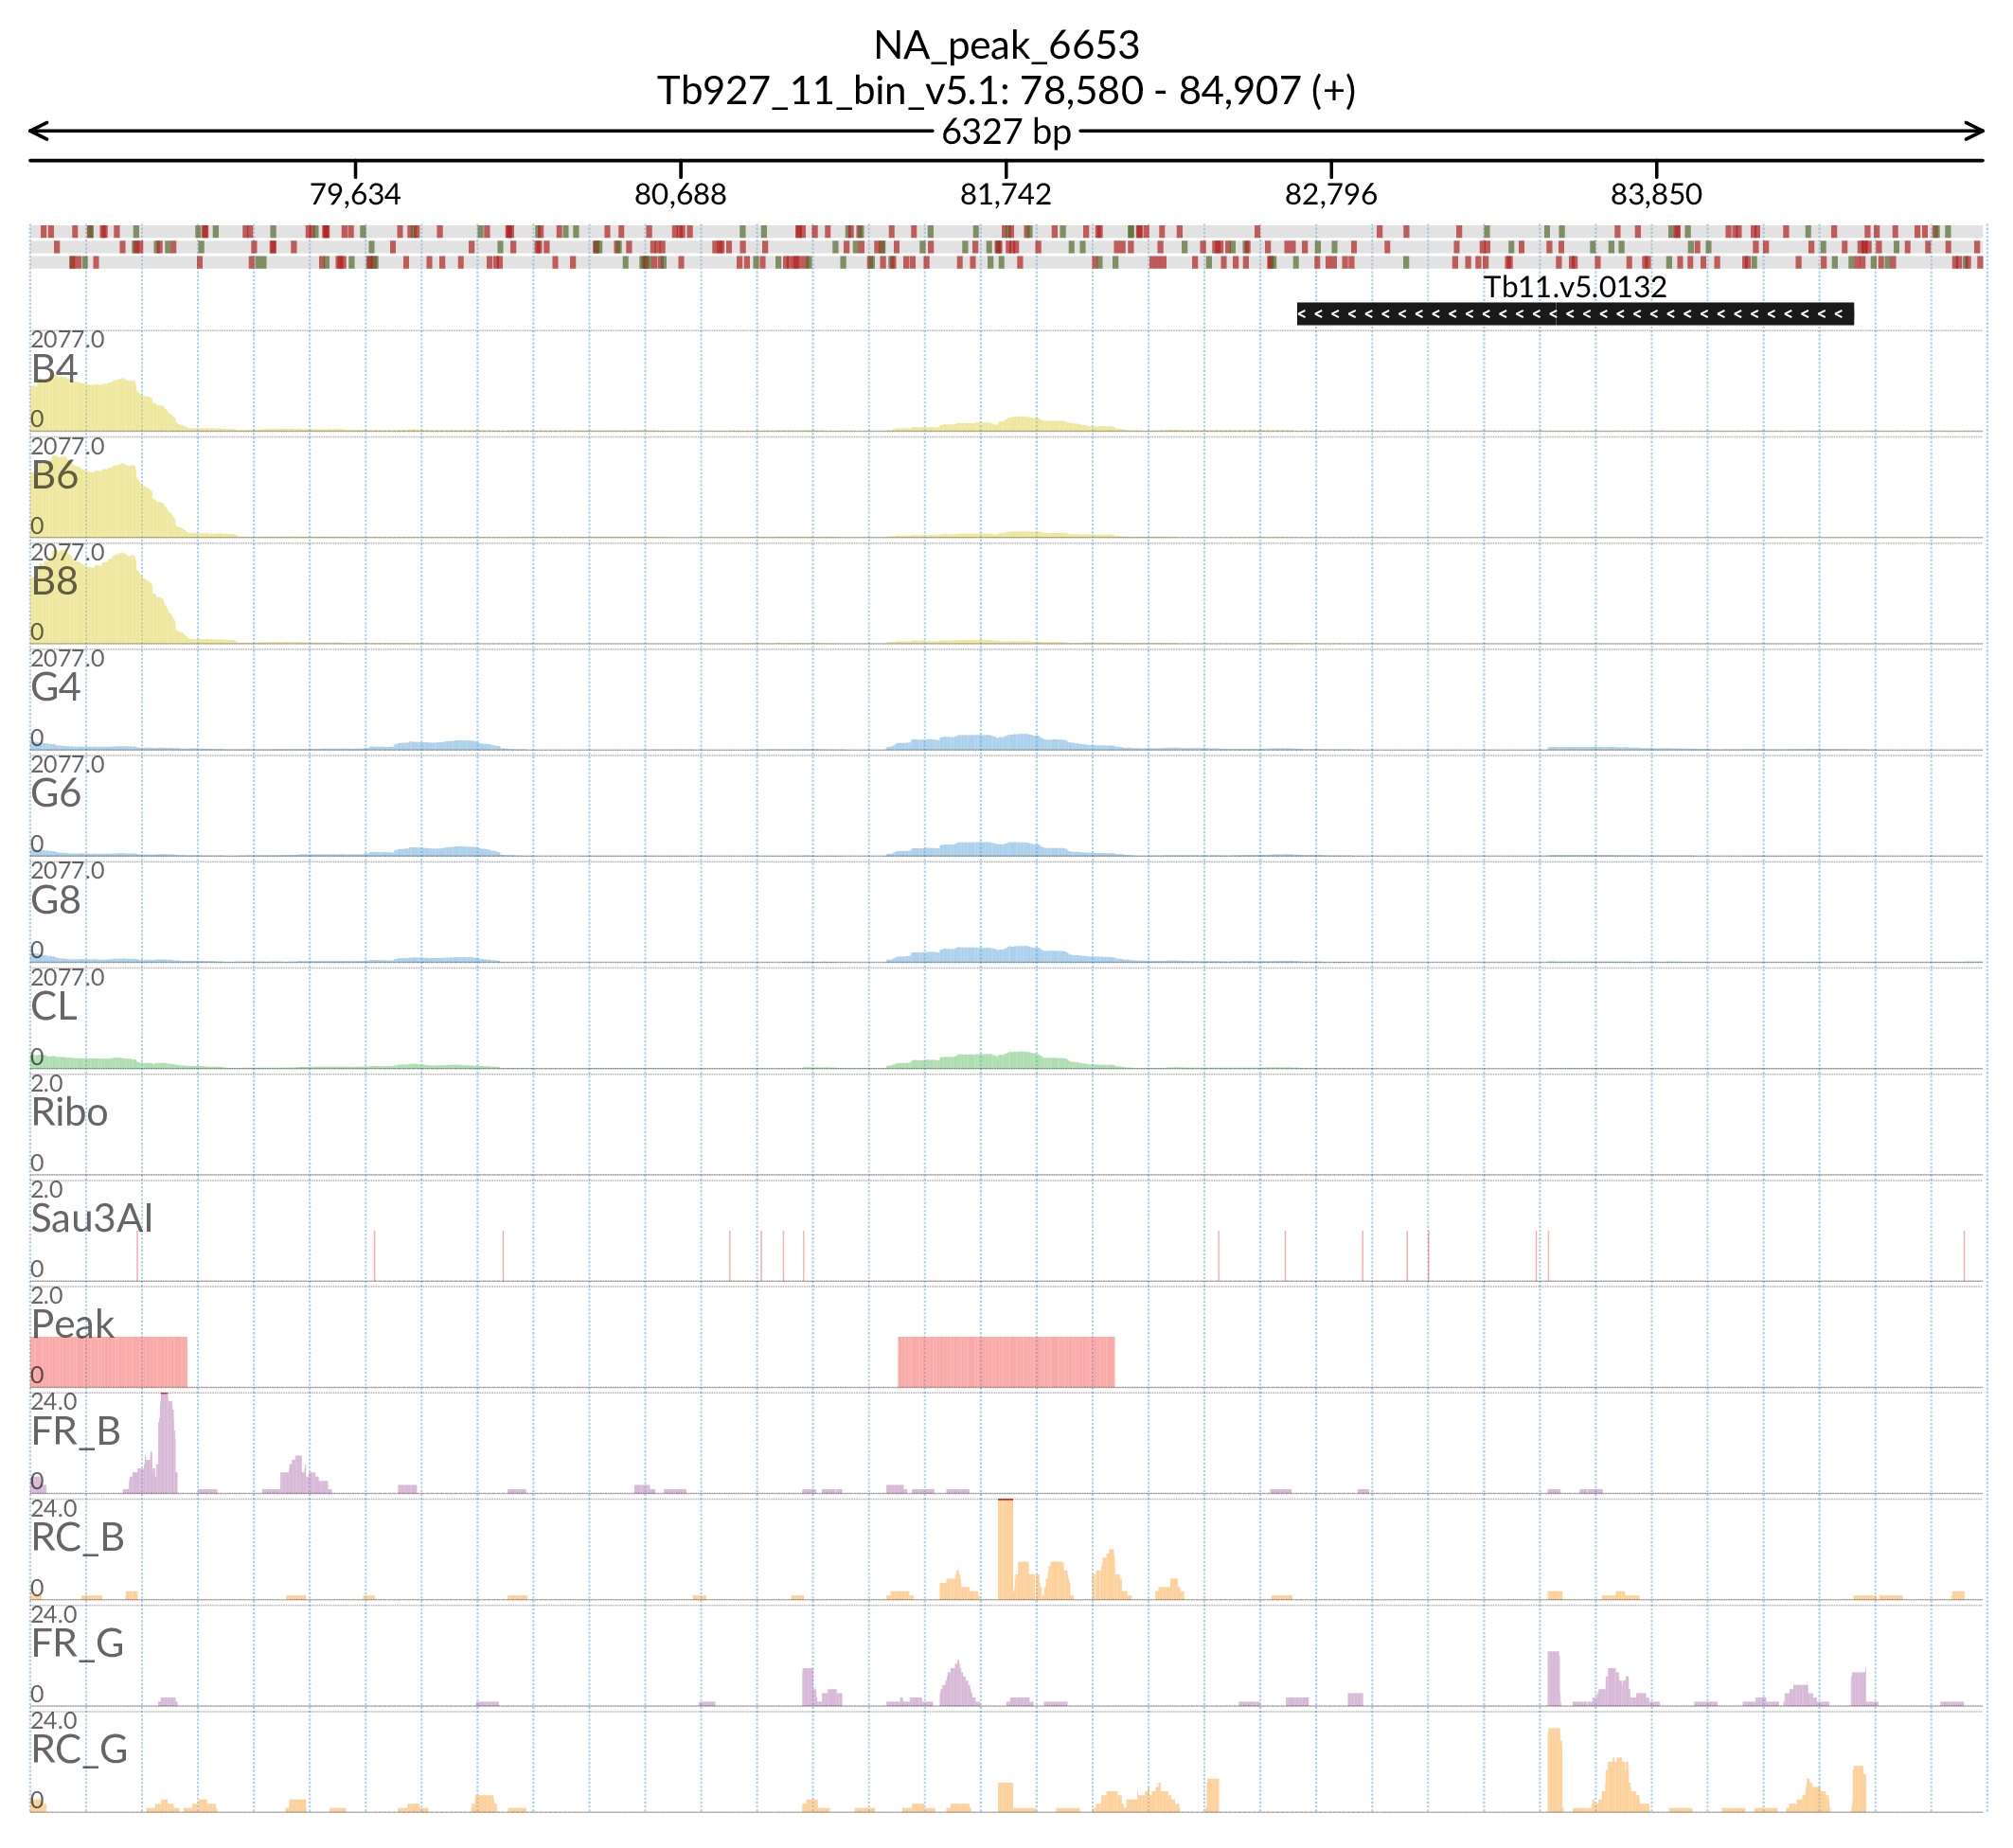 NA_peak_6653
Tb927_11_bin_v5.1: 78,580 - 84,907 (+)
6327 bp
79,634 80,688 81,742 82,796 83,850
Tb11.v5.0132
2077.0
B4
0
2077.0
B6
0
2077.0
B8
0
2077.0
G4
0
2077.0
G6
0
2077.0
G8
0
2077.0
CL
0
2.0
Ribo
0
2.0
Sau3AI
0
2.0
Peak
0
24.0
FR_B
0
24.0
RC_B
0
24.0
FR_G
0
24.0
RC_G
0